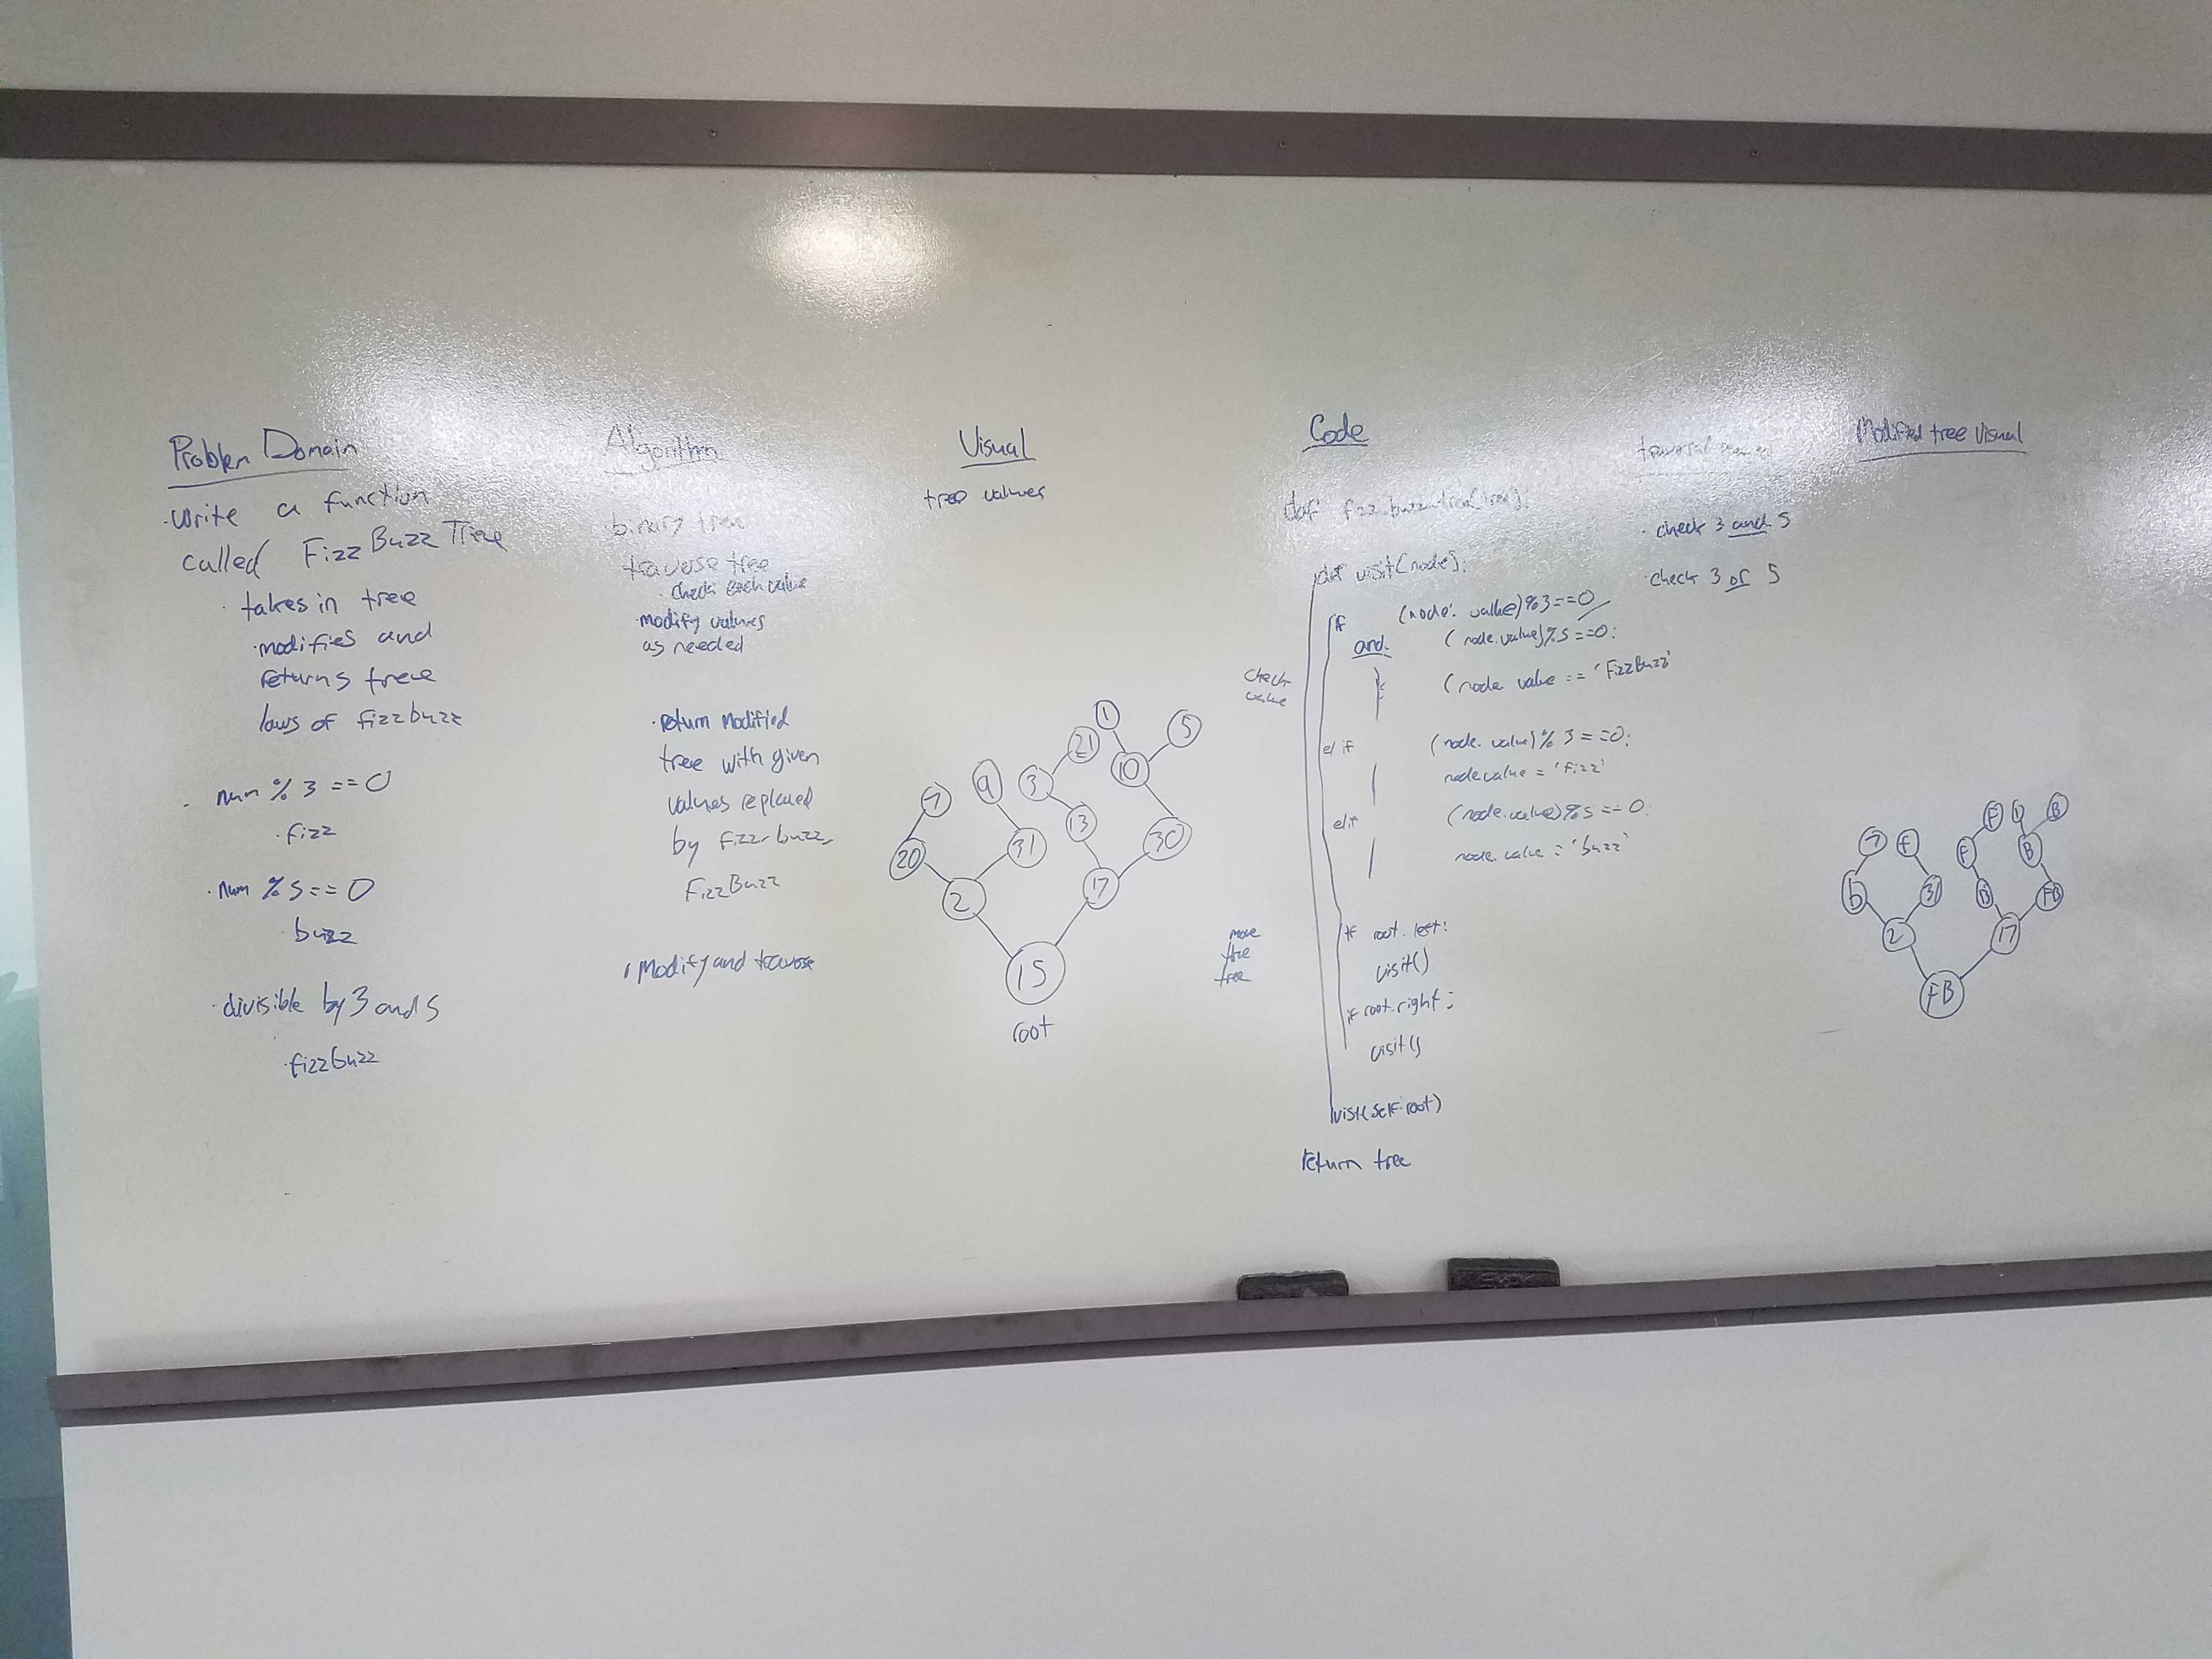 Problem Domain
· write a function
called FizzBuzzTree
· takes in tree
· modifies and
returns tree
laws of fizzbuzz
· num % 3 == 0
· fizz
· num % 5 == 0
· buzz
· divisible by 3 and 5
· fizzbuzz
Algorithm
binary tree
traverse tree
· check each value
· modify values
as needed
· return modified
tree with given
values replaced
by fizz, buzz,
FizzBuzz
· Modify and traverse
Visual
tree values
1
5
21
10
3
9
7
13
30
31
20
17
2
15
root
Code
def fizzbuzztree(tree):
def visit(node):
check
value
if (node. value)%3==0
and (node.value)%5==0:
(node value == 'FizzBuzz'
elif (node. value)% 3==0:
node.value = 'fizz'
elif (node.value)%5==0:
node.value = 'buzz'
move
the
tree
if root.left:
visit()
if root.right:
visit()
visit(self.root)
return tree
traversal
· check 3 and 5
· check 3 or 5
Modified tree Visual
F
1
B
7
F
F
B
b
31
13
FB
2
17
FB